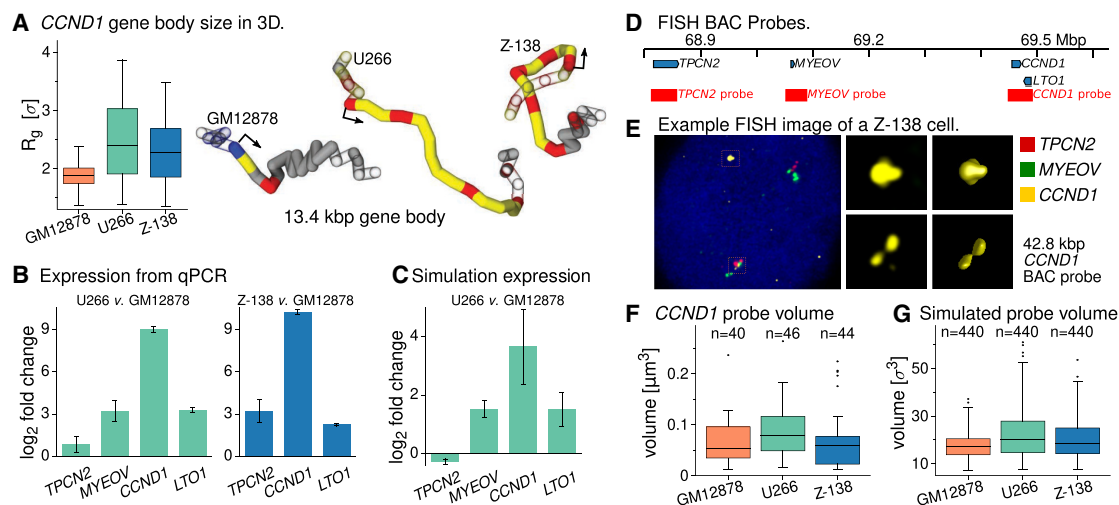 A CCND1 gene body size in 3D.
R_g [σ]
4
3
2
GM12878
U266
Z-138
GM12878
U266
Z-138
13.4 kbp gene body
B Expression from qPCR
U266 v. GM12878
log2 fold change
9
6
3
0
TPCN2
MYEOV
CCND1
LTO1
Z-138 v. GM12878
9
6
3
0
TPCN2
CCND1
LTO1
C Simulation expression
U266 v. GM12878
log2 fold change
4
2
0
TPCN2
MYEOV
CCND1
LTO1
D FISH BAC Probes.
68.9 69.2 69.5 Mbp
TPCN2 MYEOV CCND1
LTO1
TPCN2 probe MYEOV probe CCND1 probe
E Example FISH image of a Z-138 cell.
TPCN2
MYEOV
CCND1
42.8 kbp
CCND1
BAC probe
F CCND1 probe volume
n=40 n=46 n=44
volume [μm³]
0.2
0.1
0
GM12878
U266
Z-138
G Simulated probe volume
n=440 n=440 n=440
volume [σ³]
50
30
10
GM12878
U266
Z-138